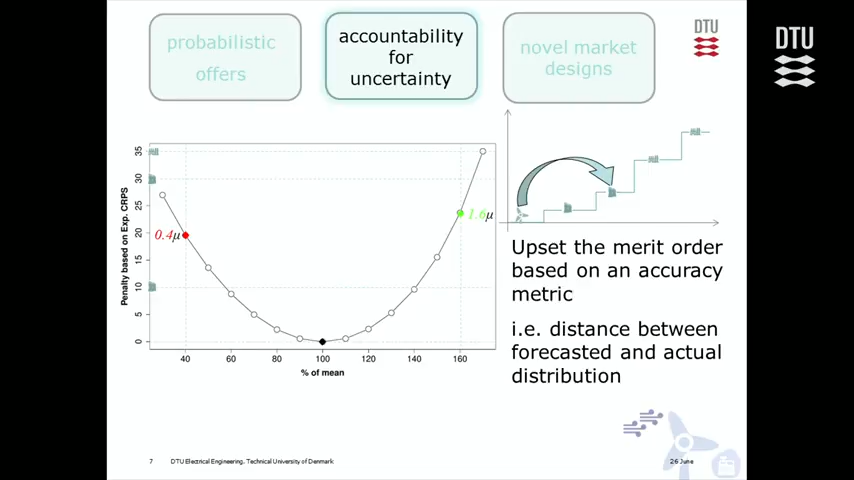 probabilistic
offers
accountability
for
uncertainty
novel market
designs
DTU
DTU
Penalty based on Exp. CRPS
35
30
25
20
15
10
5
0
0.4μ
1.6μ
40
60
80
100
120
140
160
% of mean
Upset the merit order
based on an accuracy
metric
i.e. distance between
forecasted and actual
distribution
7
DTU Electrical Engineering, Technical University of Denmark
26 June